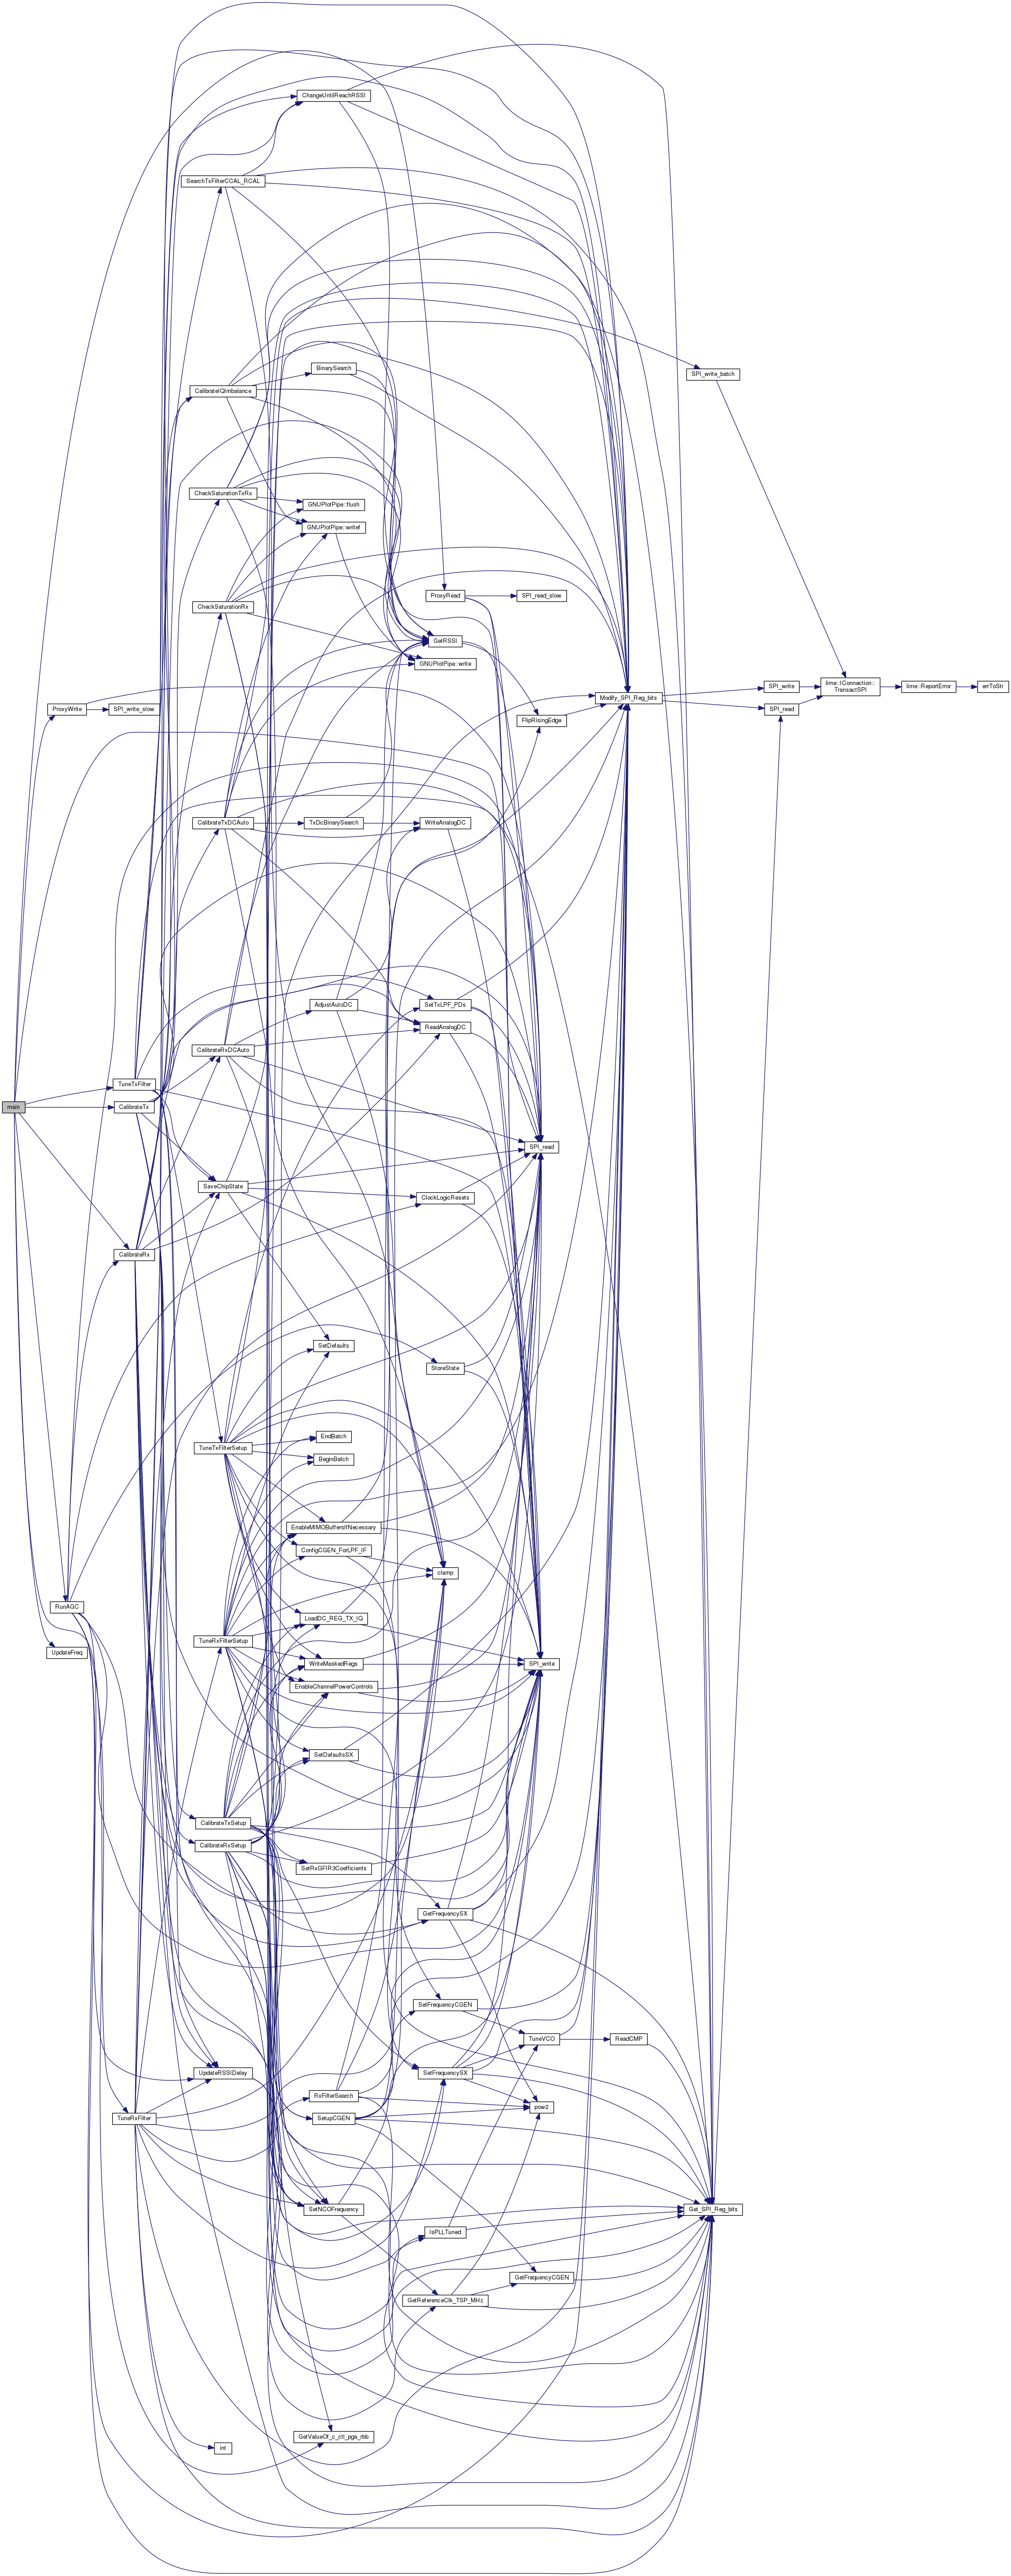 ChangeUntilReachRSSI
SearchTxFilterCCAL_RCAL
BinarySearch
SPI_write_batch
CalibrateIQImbalance
CheckSaturationTxRx
GNUPlotPipe::flush
GNUPlotPipe::writef
ProxyRead
SPI_read_slow
CheckSaturationRx
GetRSSI
GNUPlotPipe::write
lime::IConnection::
TransactSPI
lime::ReportError
errToStr
SPI_write
Modify_SPI_Reg_bits
SPI_read
ProxyWrite
SPI_write_slow
FlipRisingEdge
CalibrateTxDCAuto
TxDcBinarySearch
WriteAnalogDC
AdjustAutoDC
SetTxLPF_PDs
ReadAnalogDC
CalibrateRxDCAuto
TuneTxFilter
main
CalibrateTx
SPI_read
SaveChipState
ClockLogicResets
CalibrateRx
SetDefaults
StoreState
EndBatch
TuneTxFilterSetup
BeginBatch
EnableMIMOBuffersIfNecessary
ConfigCGEN_ForLPF_IF
clamp
RunAGC
LoadDC_REG_TX_IQ
TuneRxFilterSetup
UpdateFreq
WriteMaskedRegs
SPI_write
EnableChannelPowerControls
SetDefaultsSX
CalibrateTxSetup
CalibrateRxSetup
SetRxGFIR3Coefficients
GetFrequencySX
SetFrequencyCGEN
TuneVCO
ReadCMP
UpdateRSSIDelay
SetFrequencySX
RxFilterSearch
pow2
TuneRxFilter
SetupCGEN
SetNCOFrequency
Get_SPI_Reg_bits
IsPLLTuned
GetFrequencyCGEN
GetReferenceClk_TSP_MHz
GetValueOf_c_ctl_pga_rbb
int